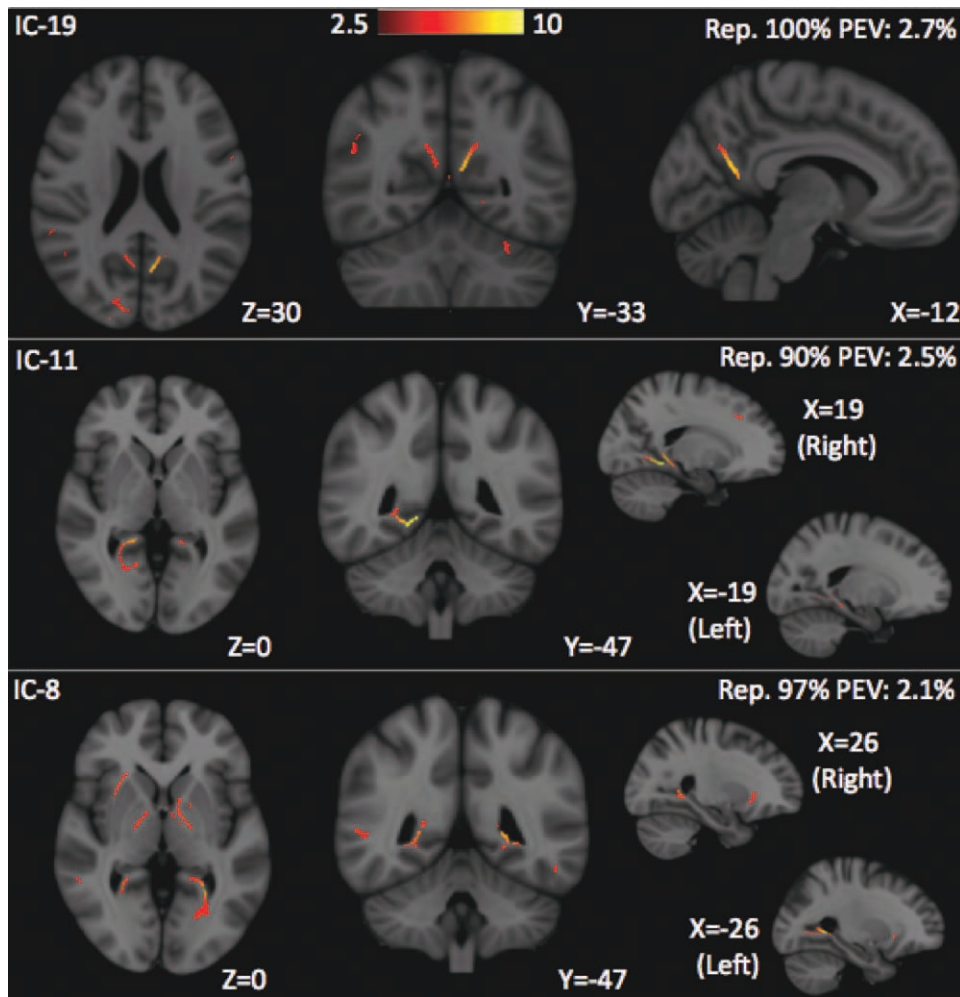 IC-19
2.5 10
Rep. 100% PEV: 2.7%
Z=30
Y=-33
X=-12
IC-11
Rep. 90% PEV: 2.5%
X=19
(Right)
X=-19
(Left)
Z=0
Y=-47
IC-8
Rep. 97% PEV: 2.1%
X=26
(Right)
X=-26
(Left)
Z=0
Y=-47